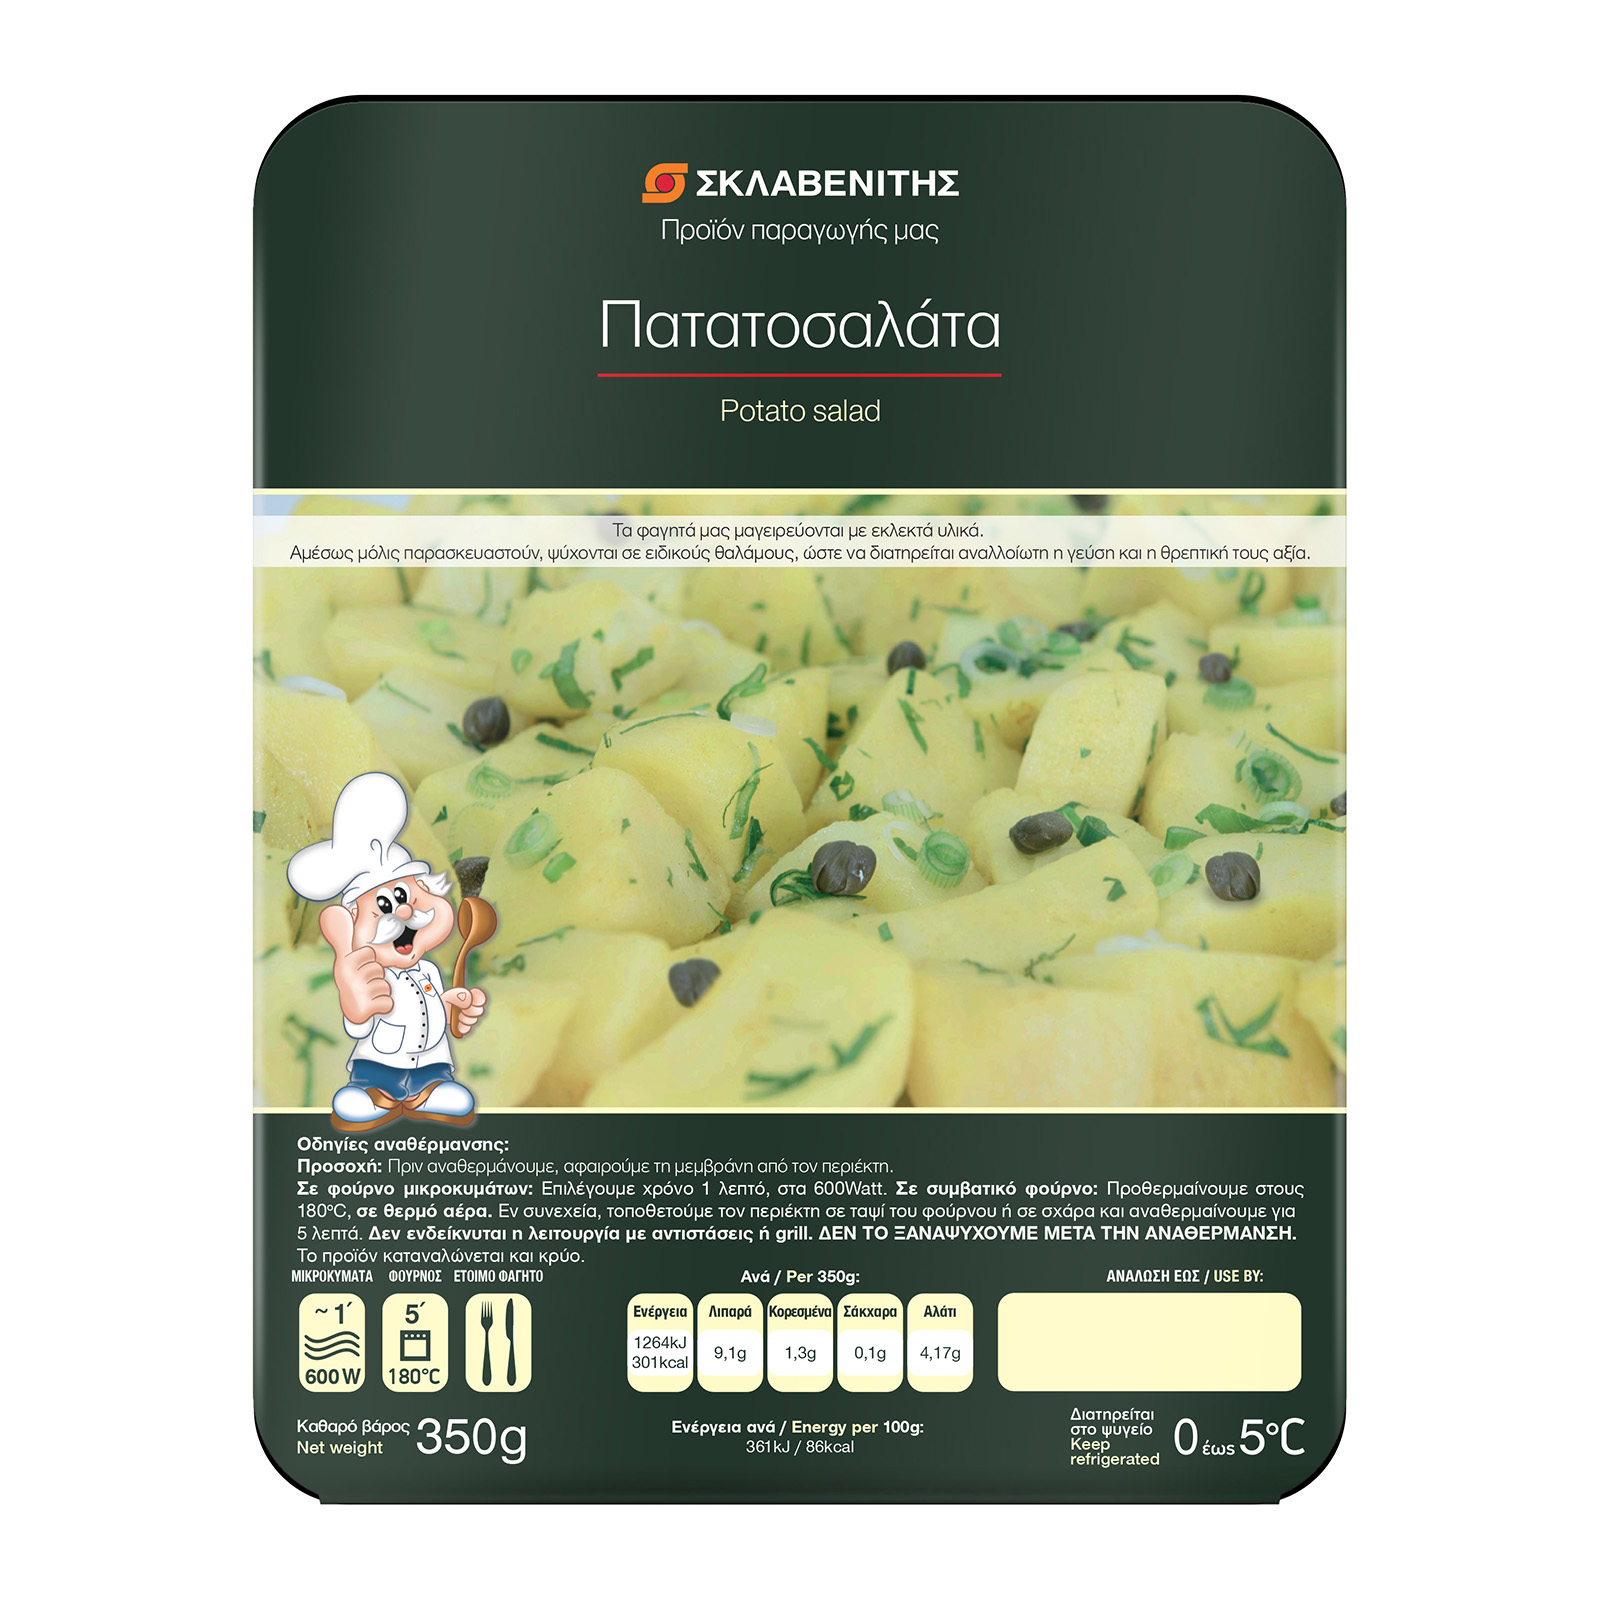 ΣΚΛΑΒΕΝΙΤΗΣ
Προϊόν παραγωγής μας
Πατατοσαλάτα
Potato salad
Τα φαγητά μας μαγειρεύονται με εκλεκτά υλικά.
Αμέσως μόλις παρασκευαστούν, ψύχονται σε ειδικούς θαλάμους, ώστε να διατηρείται αναλλοίωτη η γεύση και η θρεπτική τους αξία.
Οδηγίες αναθέρμανσης:
Προσοχή: Πριν αναθερμάνουμε, αφαιρούμε τη μεμβράνη από τον περιέκτη.
Σε φούρνο μικροκυμάτων: Επιλέγουμε χρόνο 1 λεπτό, στα 600Watt. Σε συμβατικό φούρνο: Προθερμαίνουμε στους
180°C, σε θερμό αέρα. Εν συνεχεία, τοποθετούμε τον περιέκτη σε ταψί του φούρνου ή σε σχάρα και αναθερμαίνουμε για
5 λεπτά. Δεν ενδείκνυται η λειτουργία με αντιστάσεις ή grill. ΔΕΝ ΤΟ ΞΑΝΑΨΥΧΟΥΜΕ ΜΕΤΑ ΤΗΝ ΑΝΑΘΕΡΜΑΝΣΗ.
Το προϊόν καταναλώνεται και κρύο.
ΜΙΚΡΟΚΥΜΑΤΑ ΦΟΥΡΝΟΣ ΕΤΟΙΜΟ ΦΑΓΗΤΟ
~ 1΄ 5΄
600 W 180°C
Ανά / Per 350g:
Ενέργεια Λιπαρά Κορεσμένα Σάκχαρα Αλάτι
1264kJ
301kcal 9,1g 1,3g 0,1g 4,17g
ΑΝΑΛΩΣΗ ΕΩΣ / USE BY:
Καθαρό βάρος
Net weight
350g
Ενέργεια ανά / Energy per 100g:
361kJ / 86kcal
Διατηρείται
στο ψυγείο
Keep
refrigerated
0 έως 5°C